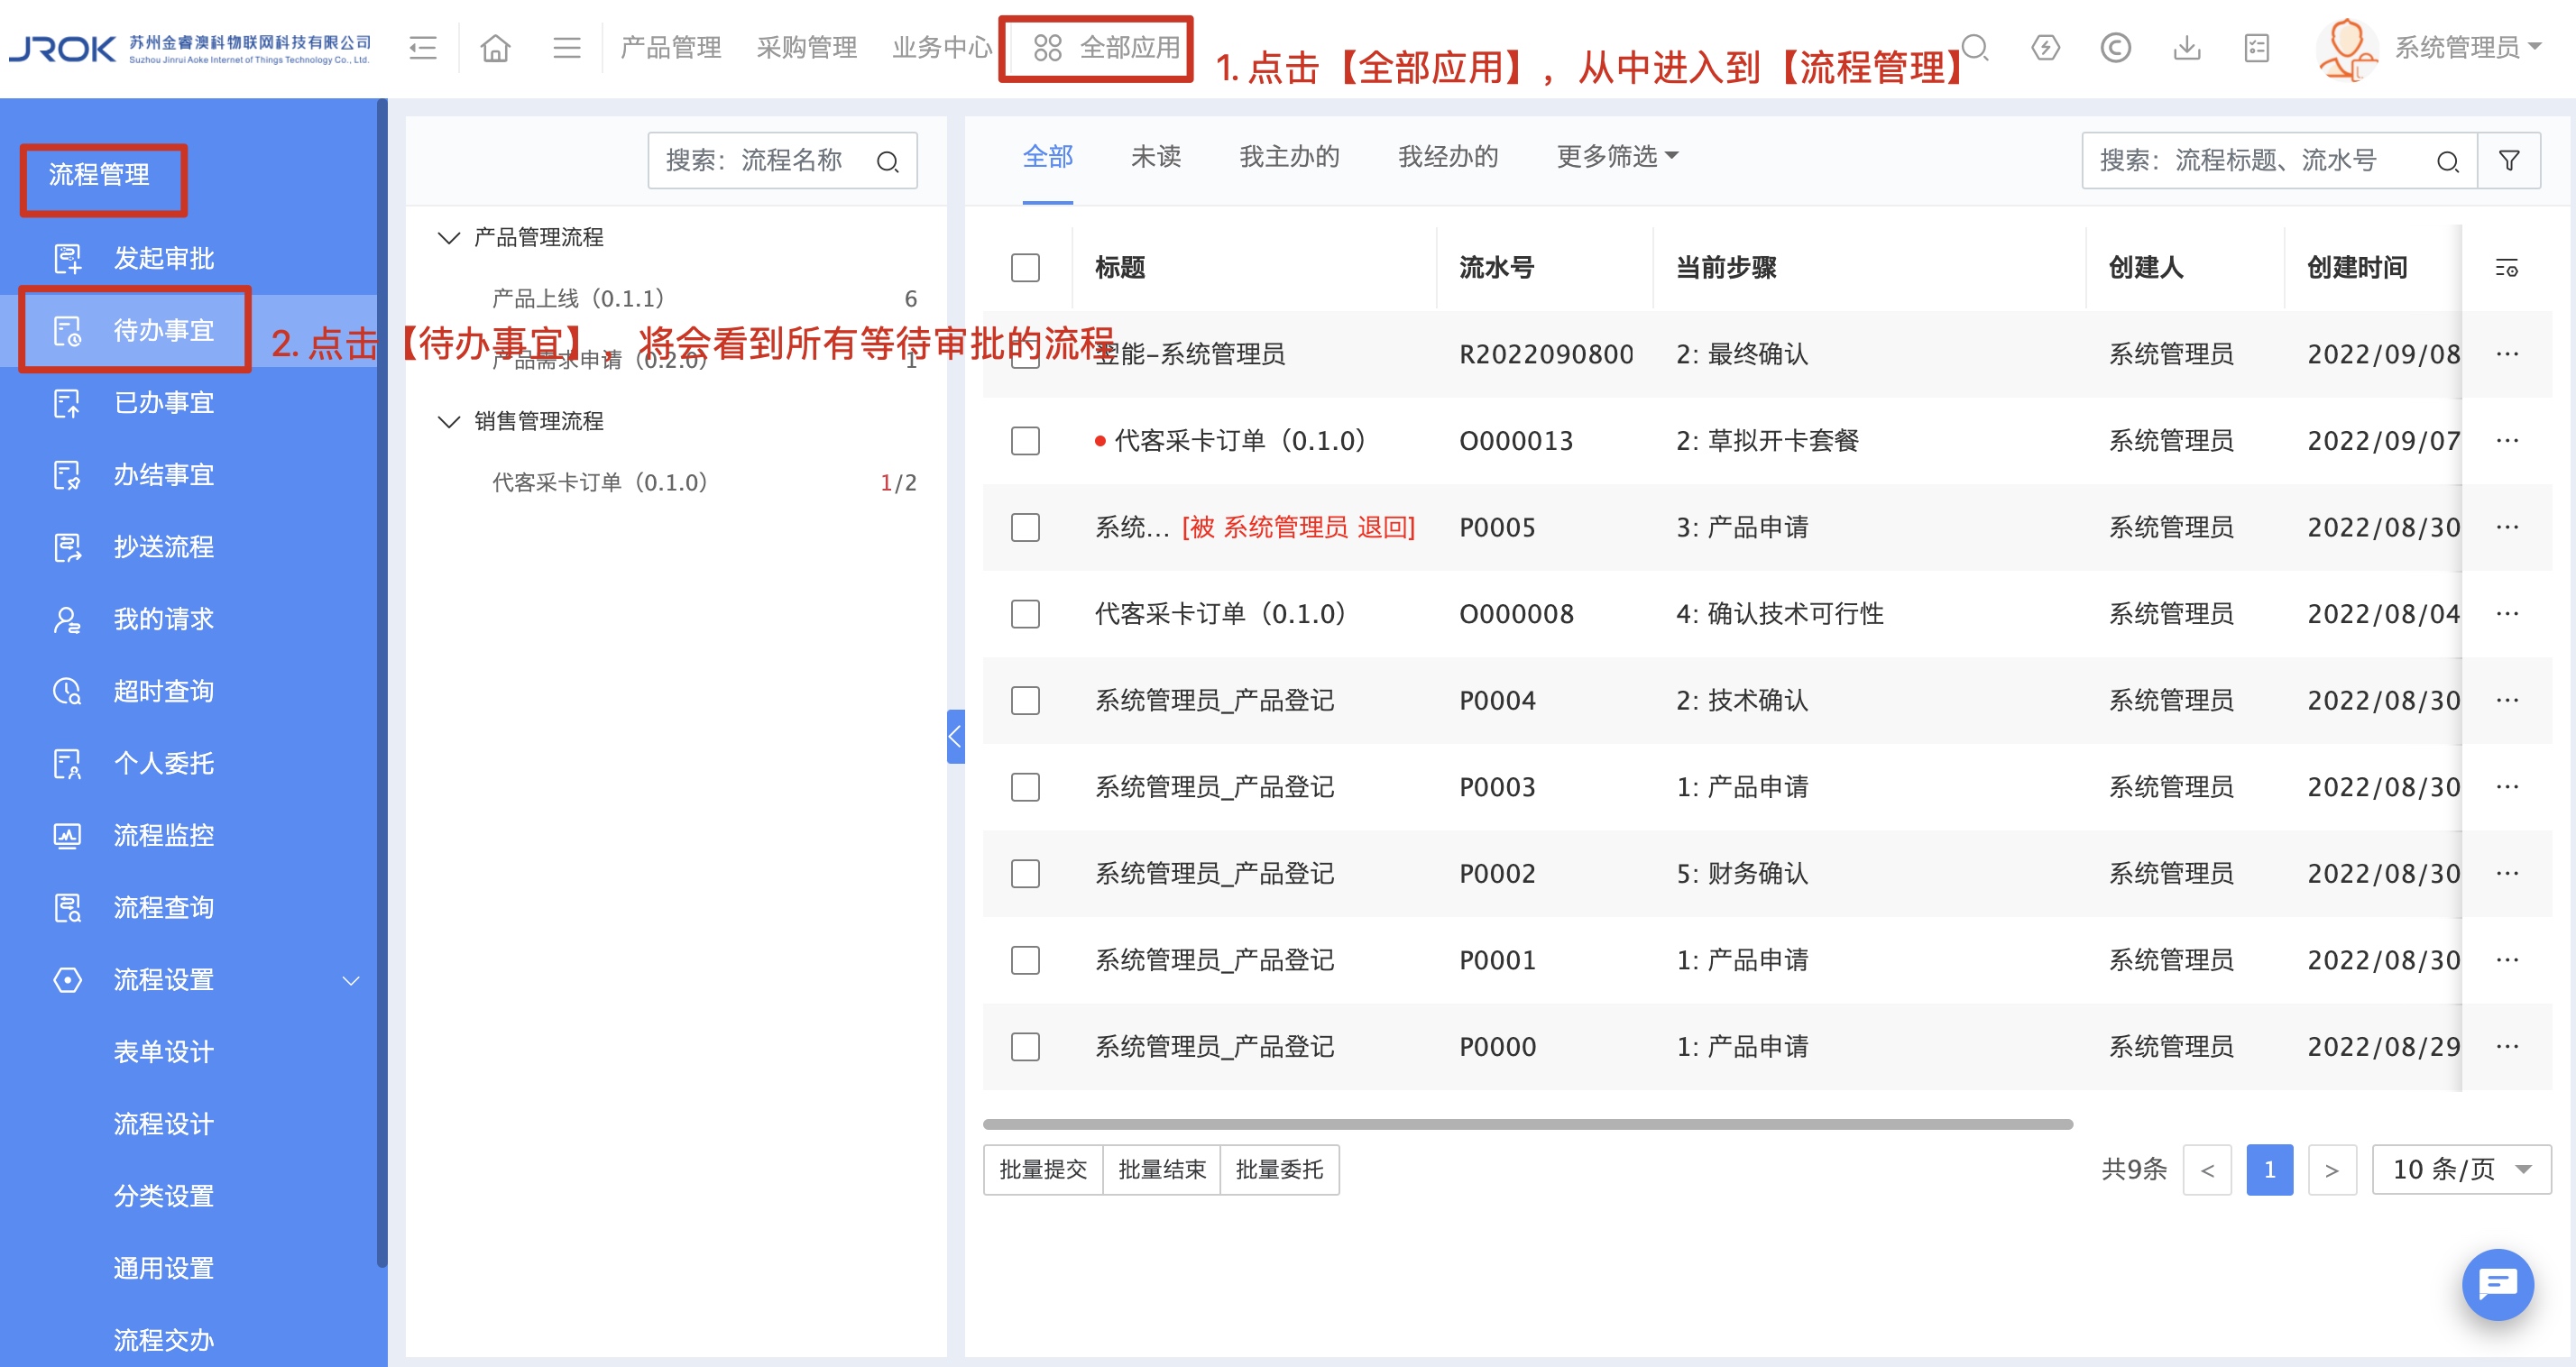 JROK 苏州金睿澳科物联网科技有限公司
Suzhou Jinrui Aoke Internet of Things Technology Co., Ltd.
产品管理 采购管理 业务中心 全部应用
1. 点击【全部应用】，从中进入到【流程管理】
系统管理员
流程管理
发起审批
待办事宜
2. 点击【待办事宜】，将会看到所有等待审批的流程
已办事宜
办结事宜
抄送流程
我的请求
超时查询
个人委托
流程监控
流程查询
流程设置
表单设计
流程设计
分类设置
通用设置
流程交办
搜索：流程名称
产品管理流程
产品上线（0.1.1） 6
产品需求申请（0.2.0） 1
销售管理流程
代客采卡订单（0.1.0） 1/2
全部 未读 我主办的 我经办的 更多筛选
搜索：流程标题、流水号
标题 流水号 当前步骤 创建人 创建时间
能-系统管理员 R2022090800 2: 最终确认 系统管理员 2022/09/08 ...
代客采卡订单（0.1.0） O000013 2: 草拟开卡套餐 系统管理员 2022/09/07 ...
系统... [被 系统管理员 退回] P0005 3: 产品申请 系统管理员 2022/08/30 ...
代客采卡订单（0.1.0） O000008 4: 确认技术可行性 系统管理员 2022/08/04 ...
系统管理员_产品登记 P0004 2: 技术确认 系统管理员 2022/08/30 ...
系统管理员_产品登记 P0003 1: 产品申请 系统管理员 2022/08/30 ...
系统管理员_产品登记 P0002 5: 财务确认 系统管理员 2022/08/30 ...
系统管理员_产品登记 P0001 1: 产品申请 系统管理员 2022/08/30 ...
系统管理员_产品登记 P0000 1: 产品申请 系统管理员 2022/08/29 ...
批量提交 批量结束 批量委托
共9条 < 1 > 10 条/页